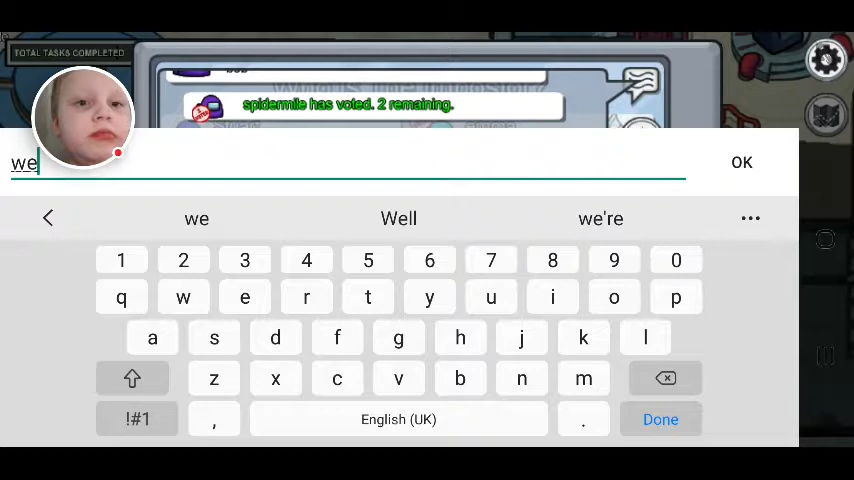 TOTAL TASKS COMPLETED
bob
spidermile has voted. 2 remaining.
we
OK
we Well we're
1 2 3 4 5 6 7 8 9 0
q w e r t y u i o p
a s d f g h j k l
z x c v b n m
!#1 , English (UK) . Done